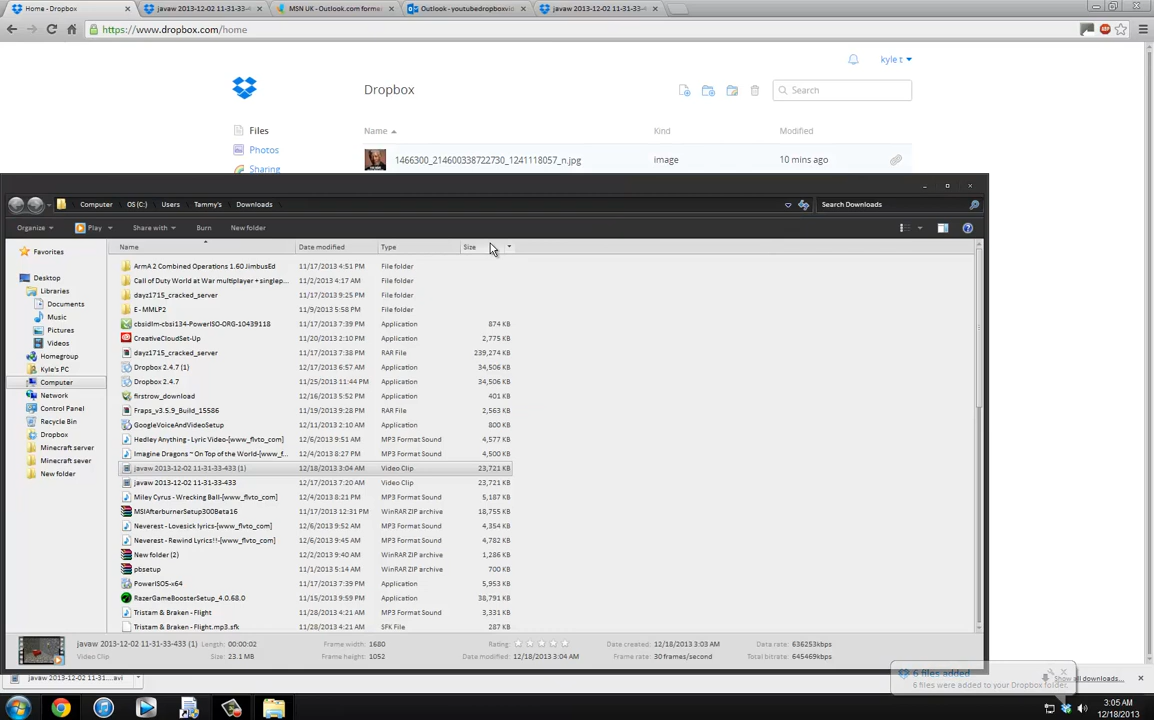 Home - Dropbox
javaw 2013-12-02 11-31-33-4
MSN UK - Outlook.com forme
Outlook - youtubedropboxvio
javaw 2013-12-02 11-31-33-4
https://www.dropbox.com/home
kyle t
Dropbox
Search
Files
Name
Kind
Modified
Photos
1466300_214600338722730_1241118057_n.jpg
image
10 mins ago
Sharing
Computer
OS (C:)
Users
Tammy's
Downloads
Search Downloads
Organize
Play
Share with
Burn
New folder
Favorites
Desktop
Libraries
Documents
Music
Pictures
Videos
Homegroup
Kyle's PC
Computer
Network
Control Panel
Recycle Bin
Dropbox
Minecraft server
Minecraft sever
New folder
Name Date modified Type Size
ArmA 2 Combined Operations 1.60 JimbusEd 11/17/2013 4:51 PM File folder
Call of Duty World at War multiplayer + singlep... 11/2/2013 4:17 AM File folder
dayz1715_cracked_server 11/17/2013 9:25 PM File folder
E - MMLP2 11/9/2013 5:58 PM File folder
cbsidlm-cbsi134-PowerISO-ORG-10439118 11/17/2013 7:39 PM Application 874 KB
CreativeCloudSet-Up 11/20/2013 2:10 PM Application 2,775 KB
dayz1715_cracked_server 11/17/2013 7:38 PM RAR File 239,274 KB
Dropbox 2.4.7 (1) 12/17/2013 6:57 AM Application 34,506 KB
Dropbox 2.4.7 11/25/2013 11:44 PM Application 34,506 KB
firstrow_download 12/16/2013 5:52 PM Application 401 KB
Fraps_v3.5.9_Build_15586 11/19/2013 9:28 PM RAR File 2,563 KB
GoogleVoiceAndVideoSetup 12/11/2013 2:10 AM Application 800 KB
Hedley Anything - Lyric Video-[www_flvto_com] 12/6/2013 9:51 AM MP3 Format Sound 4,577 KB
Imagine Dragons ~ On Top of the World-[www_f... 12/4/2013 8:27 PM MP3 Format Sound 4,500 KB
javaw 2013-12-02 11-31-33-433 (1) 12/18/2013 3:04 AM Video Clip 23,721 KB
javaw 2013-12-02 11-31-33-433 12/17/2013 7:20 AM Video Clip 23,721 KB
Miley Cyrus - Wrecking Ball-[www_flvto_com] 12/4/2013 8:21 PM MP3 Format Sound 5,187 KB
MSIAfterburnerSetup300Beta16 11/17/2013 12:31 PM WinRAR ZIP archive 18,755 KB
Neverest - Lovesick lyrics-[www_flvto_com] 12/6/2013 9:52 AM MP3 Format Sound 4,354 KB
Neverest - Rewind Lyrics!!-[www_flvto_com] 12/6/2013 9:45 AM MP3 Format Sound 4,782 KB
New folder (2) 12/2/2013 9:40 AM WinRAR ZIP archive 1,286 KB
pbsetup 11/1/2013 5:14 AM WinRAR ZIP archive 700 KB
PowerISO5-x64 11/17/2013 7:39 PM Application 5,953 KB
RazerGameBoosterSetup_4.0.68.0 11/15/2013 9:59 PM Application 38,791 KB
Tristam & Braken - Flight 11/28/2013 4:21 AM MP3 Format Sound 3,331 KB
Tristam & Braken - Flight.mp3.sfk 11/28/2013 4:21 AM SFK File 287 KB
javaw 2013-12-02 11-31-33-433 (1) Length: 00:00:02 Frame width: 1680 Rating: Date created: 12/18/2013 3:03 AM Data rate: 636253kbps
Video Clip Size: 23.1 MB Frame height: 1052 Date modified: 12/18/2013 3:04 AM Frame rate: 30 frames/second Total bitrate: 645469kbps
6 files added
6 files were added to your Dropbox folder.
javaw 2013-12-02 11-31....avi
Show all downloads...
3:05 AM
12/18/2013